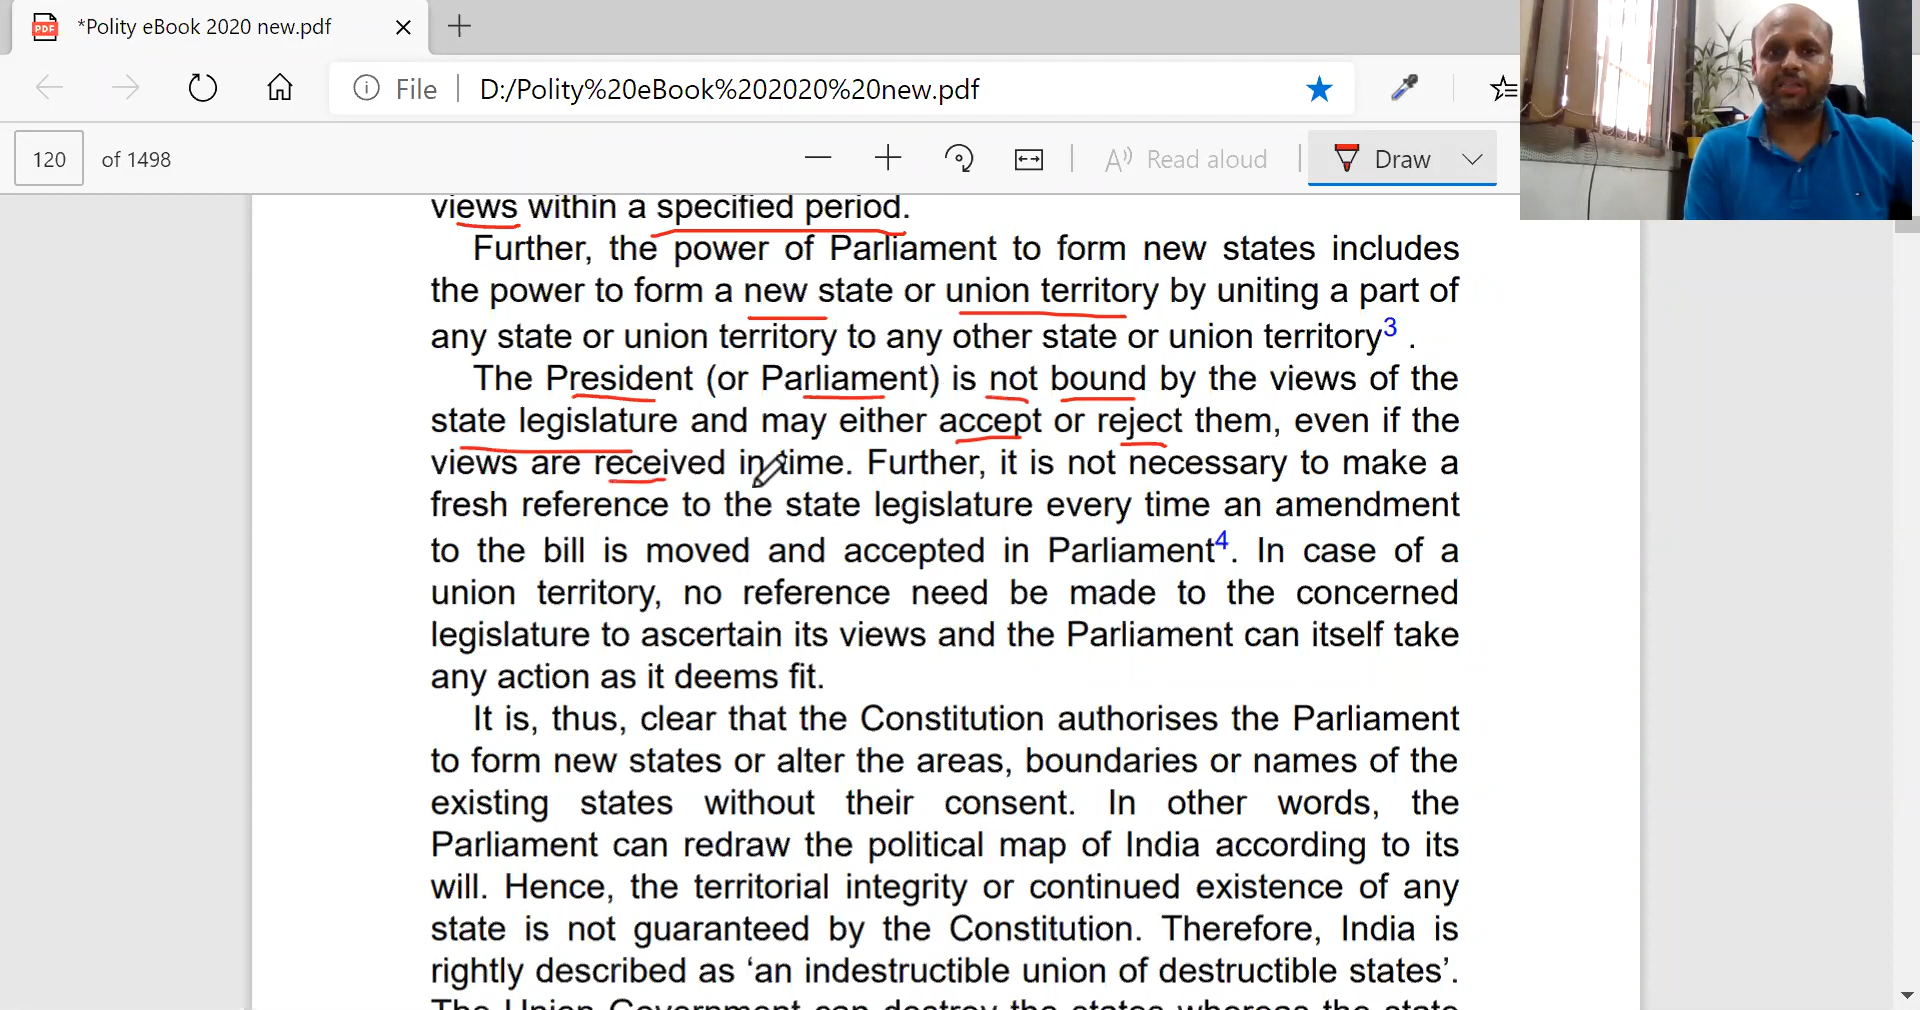 *Polity eBook 2020 new.pdf
File D:/Polity%20eBook%202020%20new.pdf
120 of 1498 Read aloud Draw
views within a specified period.
Further, the power of Parliament to form new states includes
the power to form a new state or union territory by uniting a part of
any state or union territory to any other state or union territory3 .
The President (or Parliament) is not bound by the views of the
state legislature and may either accept or reject them, even if the
views are received in time. Further, it is not necessary to make a
fresh reference to the state legislature every time an amendment
to the bill is moved and accepted in Parliament4. In case of a
union territory, no reference need be made to the concerned
legislature to ascertain its views and the Parliament can itself take
any action as it deems fit.
It is, thus, clear that the Constitution authorises the Parliament
to form new states or alter the areas, boundaries or names of the
existing states without their consent. In other words, the
Parliament can redraw the political map of India according to its
will. Hence, the territorial integrity or continued existence of any
state is not guaranteed by the Constitution. Therefore, India is
rightly described as ‘an indestructible union of destructible states’.
The Union Government can destroy the states whereas the state